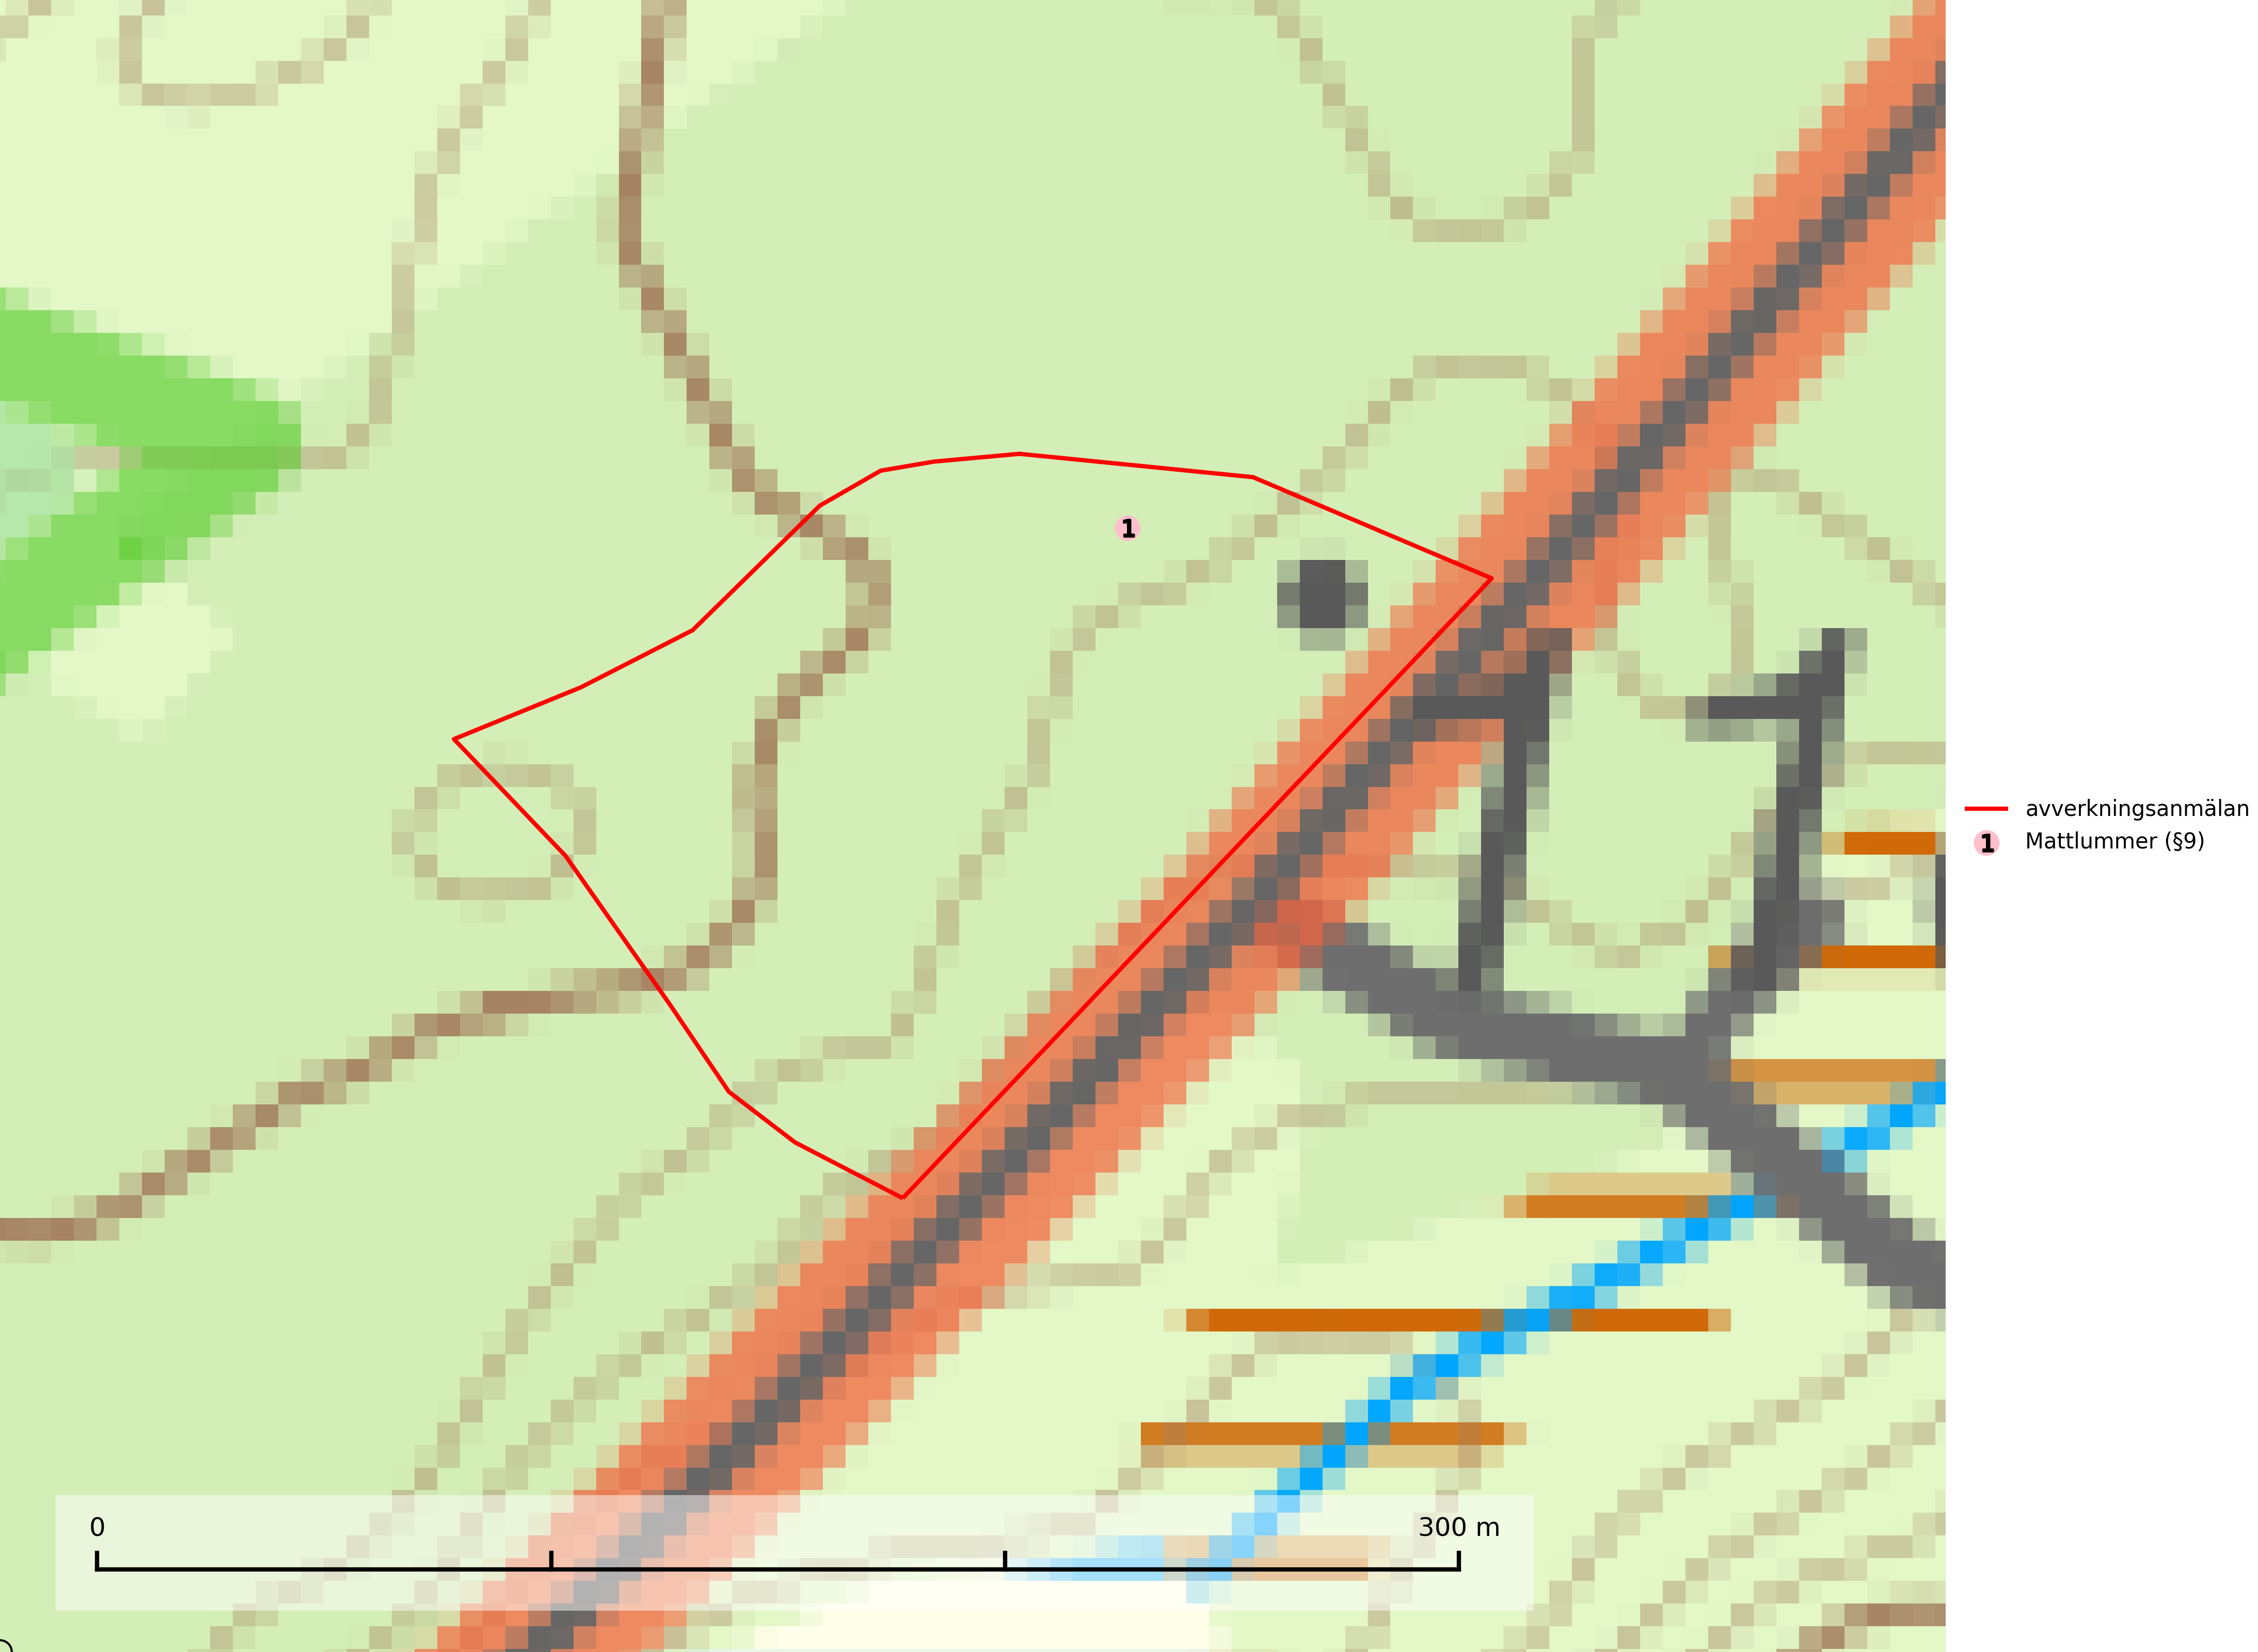 1
avverkningsanmälan
1 Mattlummer (§9)
0 300 m